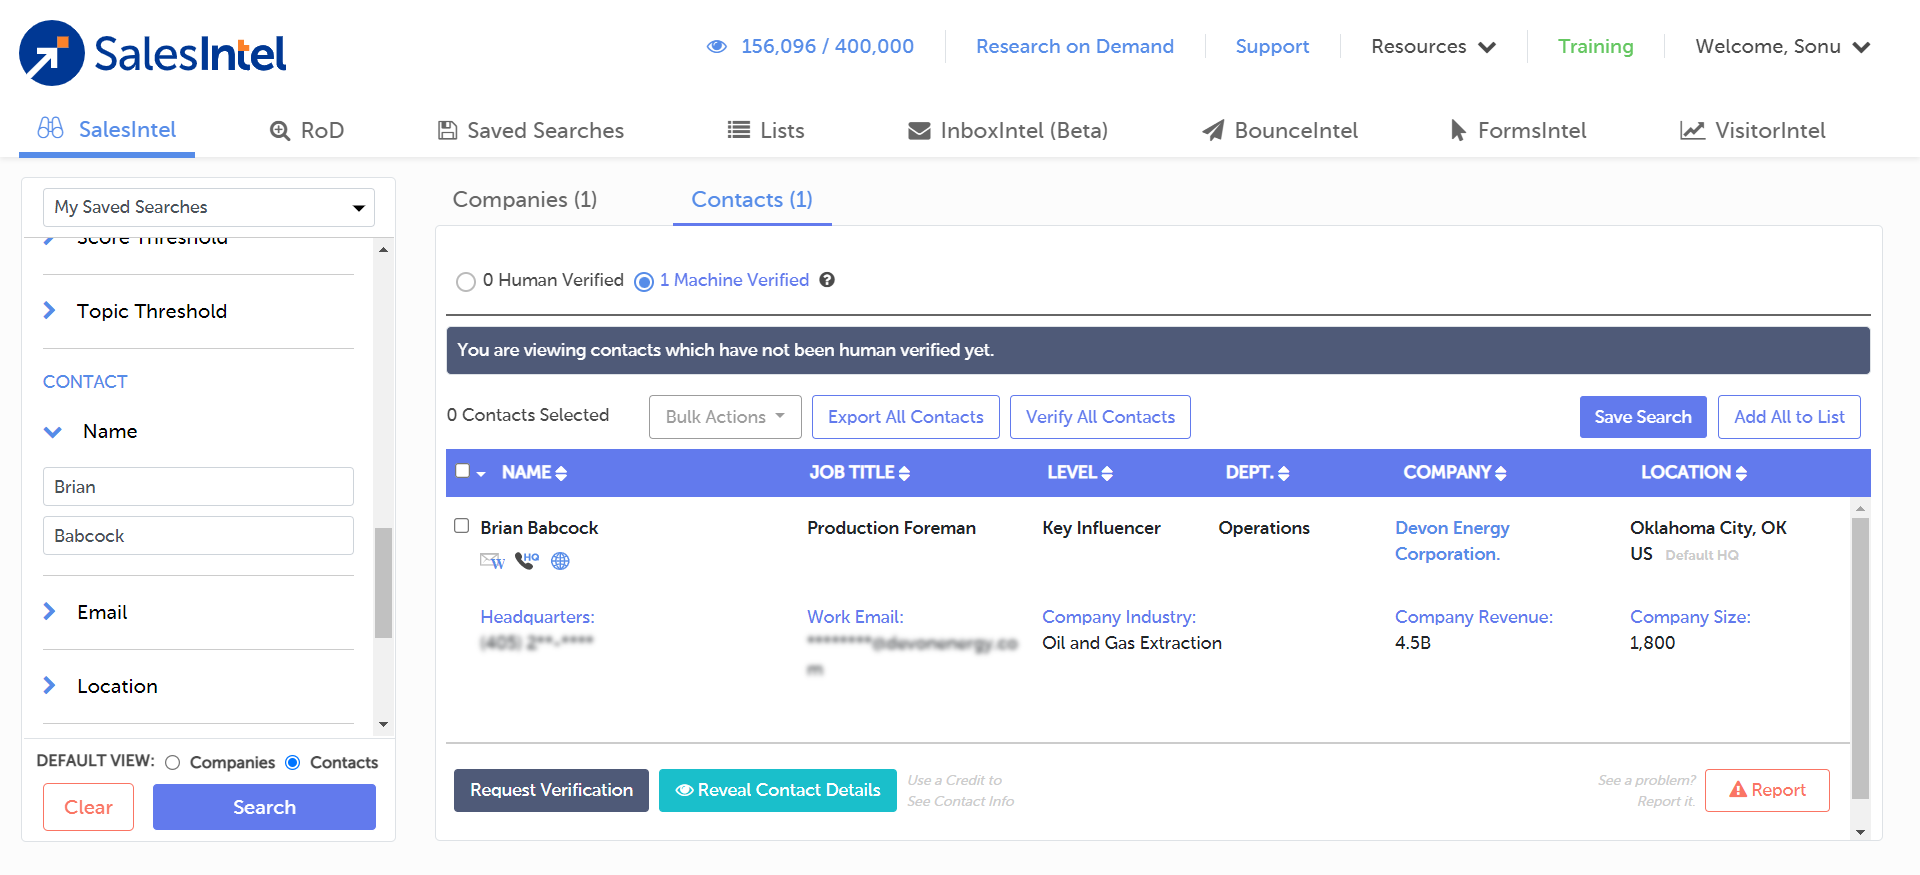 SalesIntel
156,096 / 400,000
Research on Demand
Support
Resources
Training
Welcome, Sonu
SalesIntel
RoD
Saved Searches
Lists
InboxIntel (Beta)
BounceIntel
FormsIntel
VisitorIntel
My Saved Searches
Score Threshold
Topic Threshold
CONTACT
Name
Brian
Babcock
Email
Location
DEFAULT VIEW: Companies Contacts
Clear
Search
Companies (1)
Contacts (1)
0 Human Verified
1 Machine Verified
You are viewing contacts which have not been human verified yet.
0 Contacts Selected
Bulk Actions
Export All Contacts
Verify All Contacts
Save Search
Add All to List
NAME
JOB TITLE
LEVEL
DEPT.
COMPANY
LOCATION
Brian Babcock
Production Foreman
Key Influencer
Operations
Devon Energy
Corporation.
Oklahoma City, OK
US Default HQ
W
HQ
Headquarters:
(405) 2**-****
Work Email:
********@devonenergy.co
m
Company Industry:
Oil and Gas Extraction
Company Revenue:
4.5B
Company Size:
1,800
Request Verification
Reveal Contact Details
Use a Credit to
See Contact Info
See a problem?
Report it.
Report